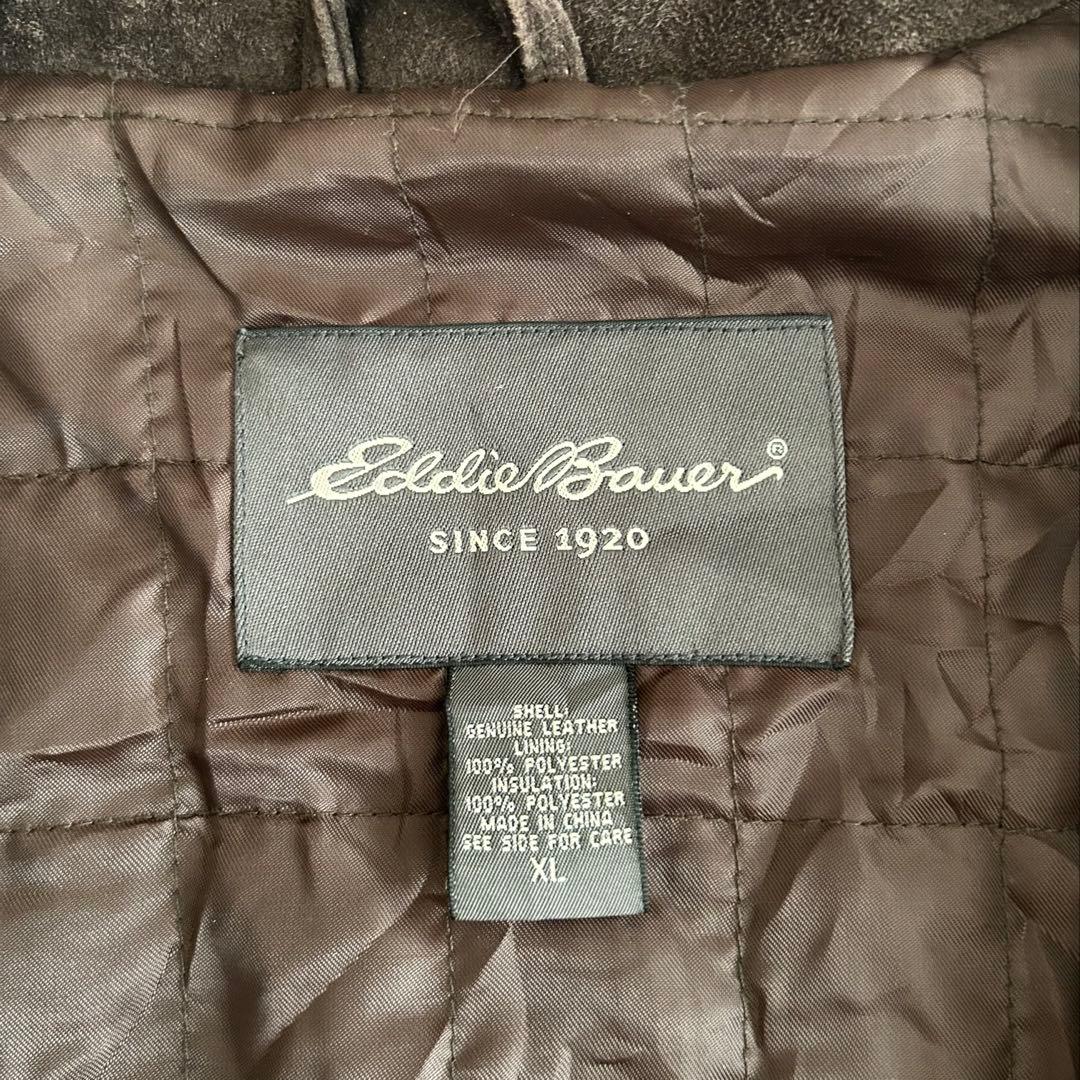 Eddie Bauer®
SINCE 1920
SHELL:
GENUINE LEATHER
LINING:
100% POLYESTER
INSULATION:
100% POLYESTER
MADE IN CHINA
SEE SIDE FOR CARE
XL